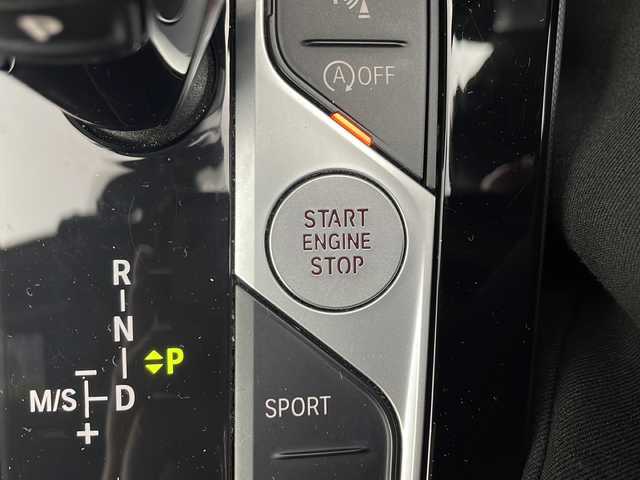 A OFF
START
ENGINE
STOP
R
N
P
M/S
D
+
SPORT